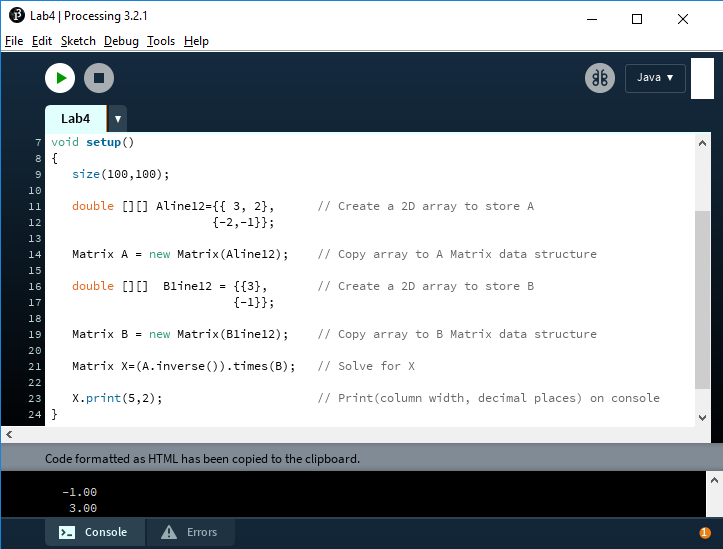 Lab4 | Processing 3.2.1
File Edit Sketch Debug Tools Help
Java ▼
Lab4 ▼
7 void setup()
8 {
9 size(100,100);
10
11 double [][] Aline12={{ 3, 2}, // Create a 2D array to store A
12 {-2,-1}};
13
14 Matrix A = new Matrix(Aline12); // Copy array to A Matrix data structure
15
16 double [][] Bline12 = {{3}, // Create a 2D array to store B
17 {-1}};
18
19 Matrix B = new Matrix(Bline12); // Copy array to B Matrix data structure
20
21 Matrix X=(A.inverse()).times(B); // Solve for X
22
23 X.print(5,2); // Print(column width, decimal places) on console
24 }
Code formatted as HTML has been copied to the clipboard.
-1.00
3.00
Console Errors 1